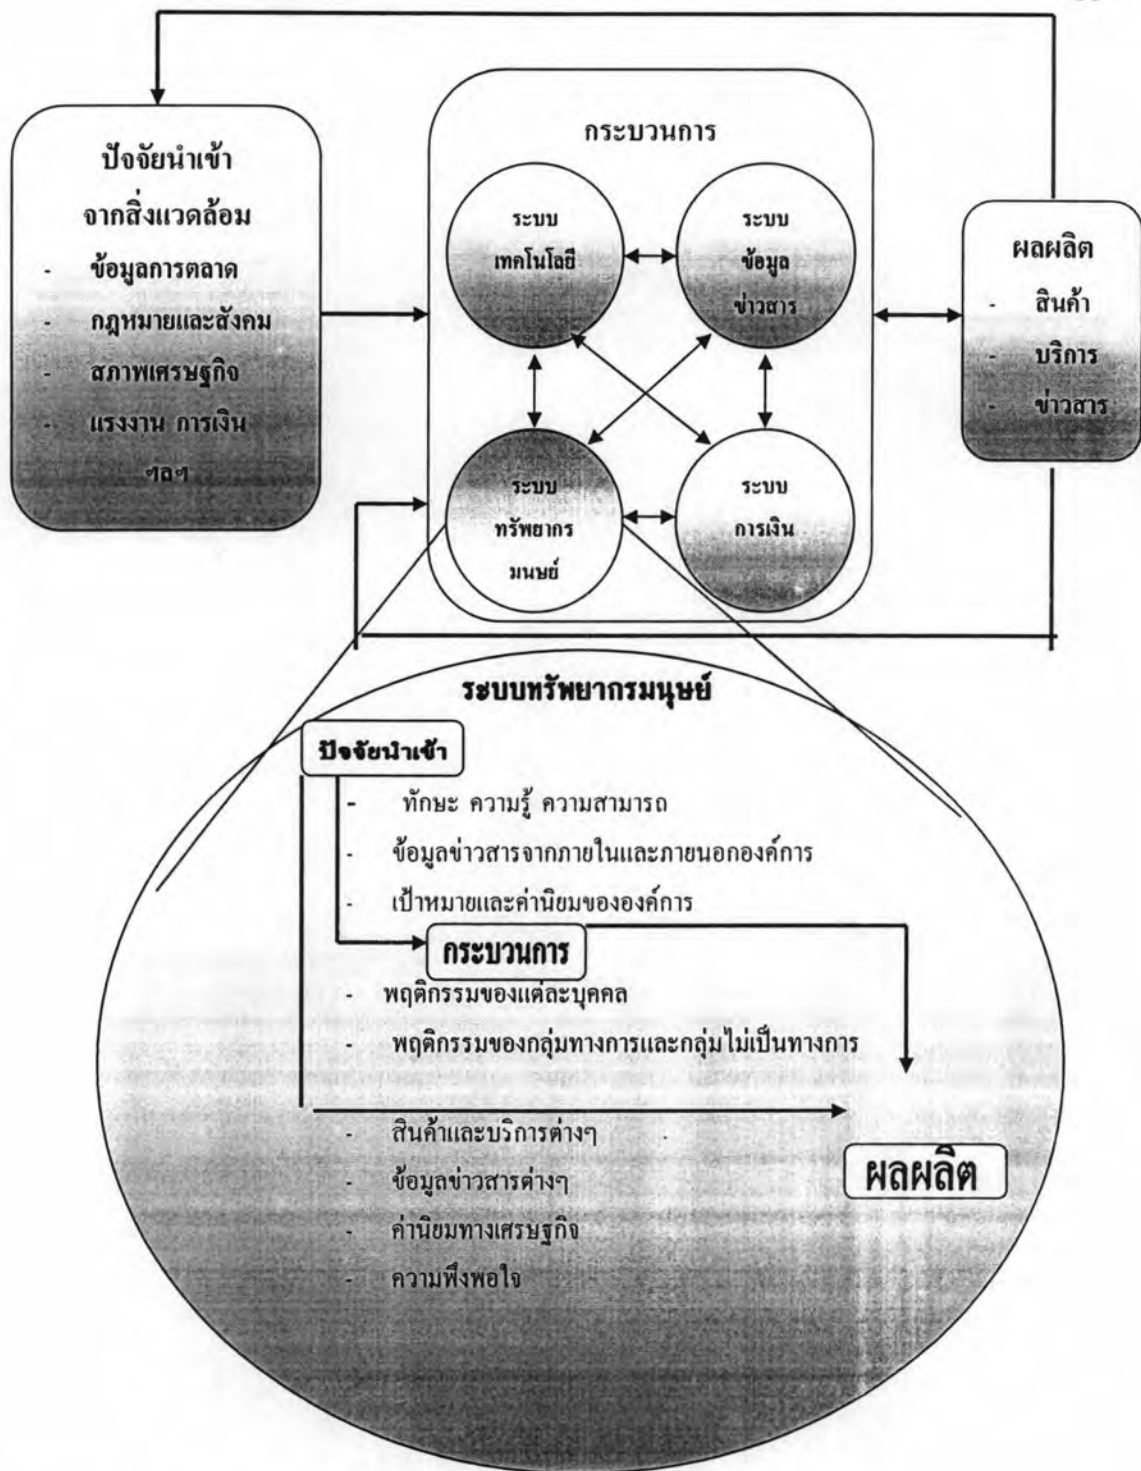 ปัจจัยนำเข้า
จากสิ่งแวดล้อม
- ข้อมูลการตลาด
- กฎหมายและสังคม
- สภาพเศรษฐกิจ
- แรงงาน การเงิน
ฯลฯ
กระบวนการ
ระบบ
เทคโนโลยี
ระบบ
ข้อมูล
ข่าวสาร
ระบบ
ทรัพยากร
มนษย์
ระบบ
การเงิน
ผลผลิต
- สินค้า
- บริการ
- ข่าวสาร
ระบบทรัพยากรมนุษย์
ปัจจัยนำเข้า
- ทักษะ ความรู้ ความสามารถ
- ข้อมูลข่าวสารจากภายในและภายนอกองค์การ
- เป้าหมายและค่านิยมขององค์การ
กระบวนการ
- พฤติกรรมของแต่ละบุคคล
- พฤติกรรมของกลุ่มทางการและกลุ่มไม่เป็นทางการ
- สินค้าและบริการต่างๆ
- ข้อมูลข่าวสารต่างๆ
- ค่านิยมทางเศรษฐกิจ
- ความพึงพอใจ
ผลผลิต